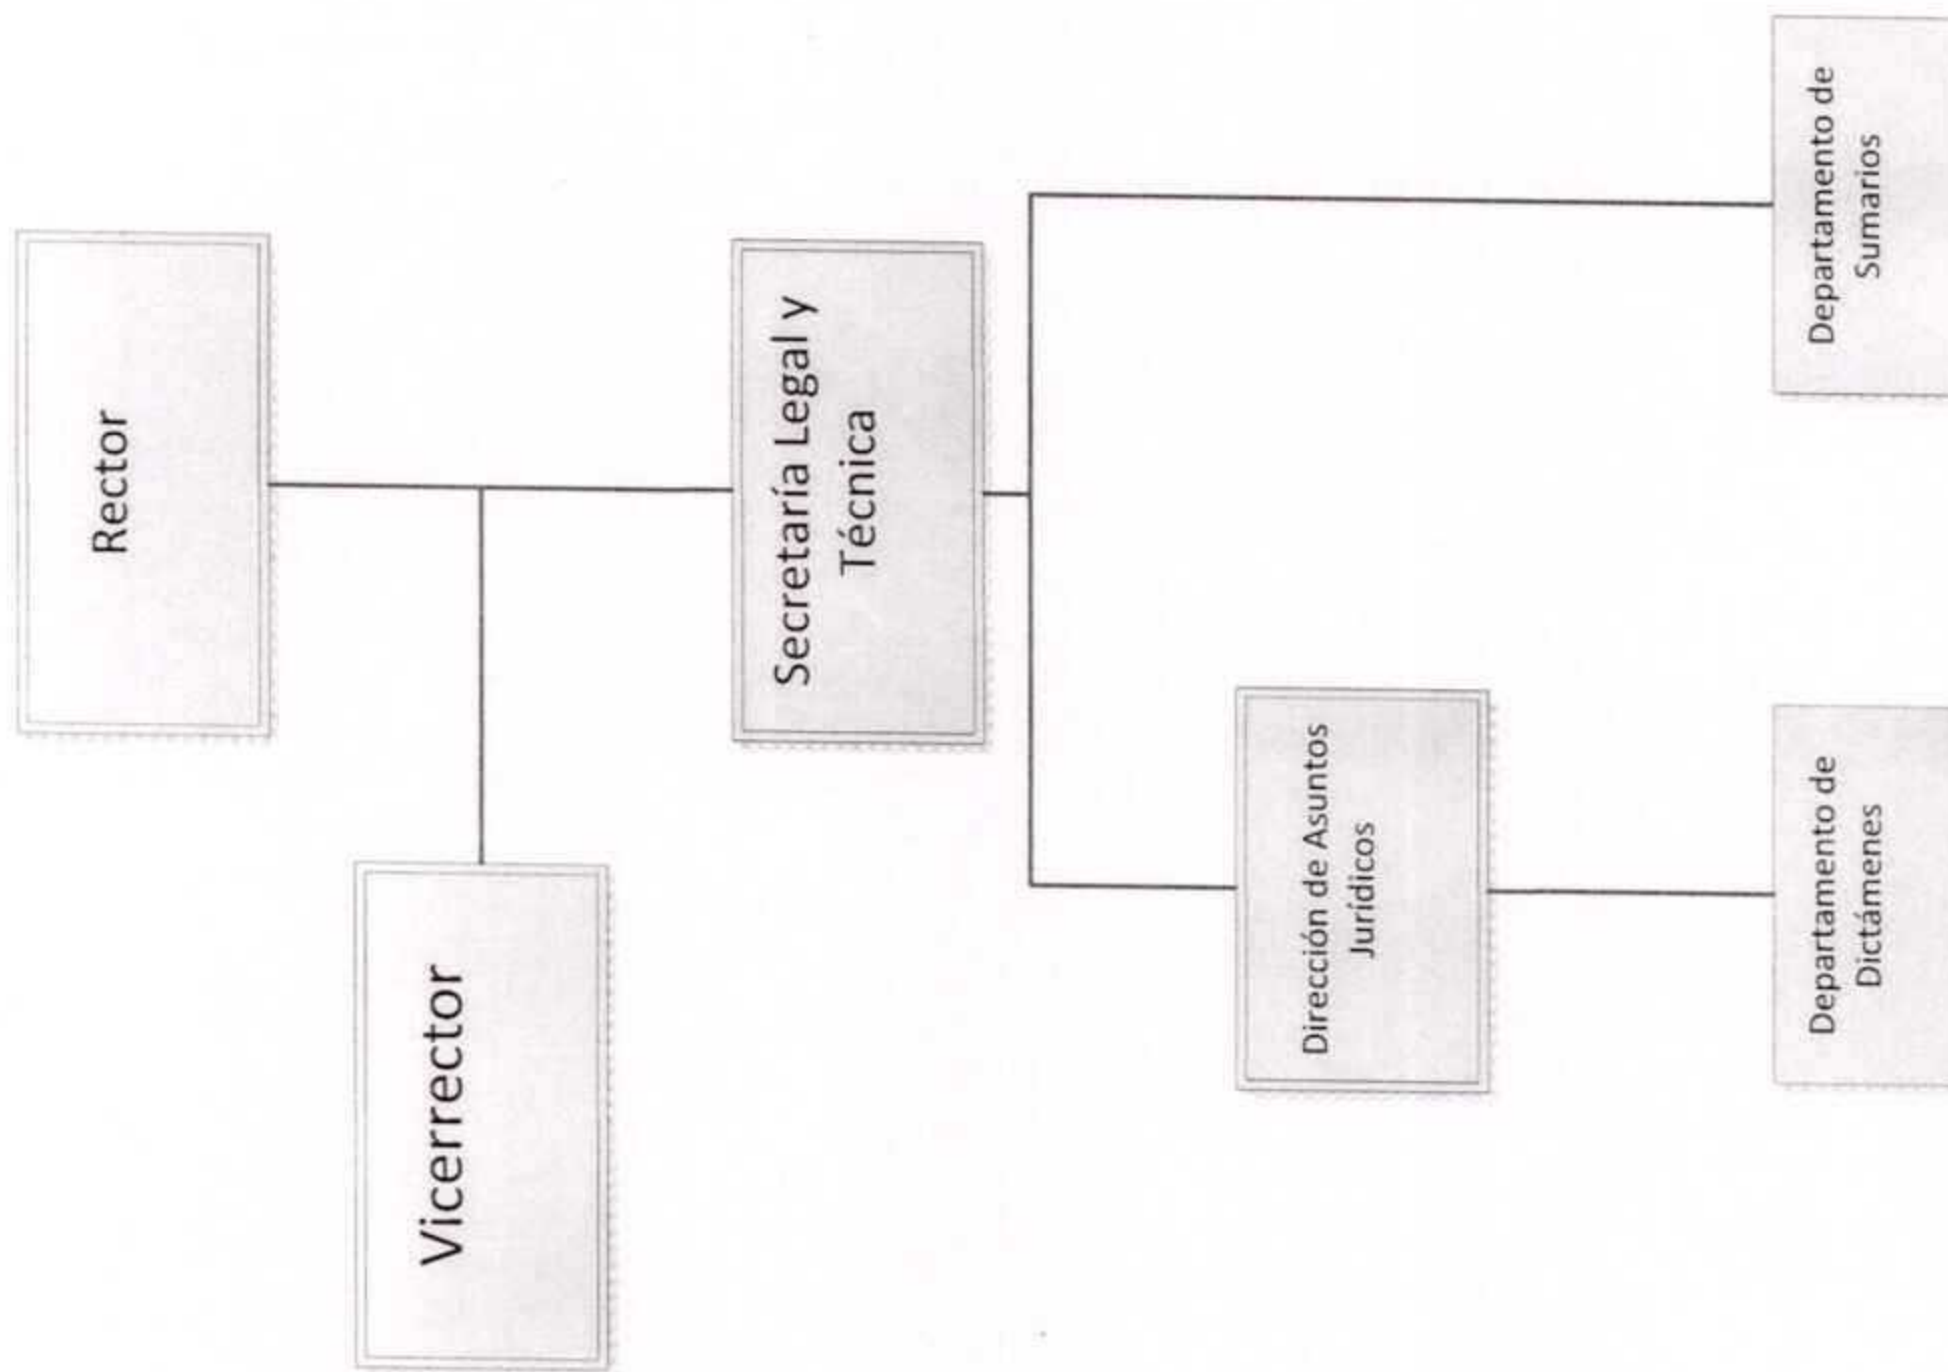 Rector
Vicerrector
Secretaría Legal y
Técnica
Dirección de Asuntos
Jurídicos
Departamento de
Dictámenes
Departamento de
Sumarios